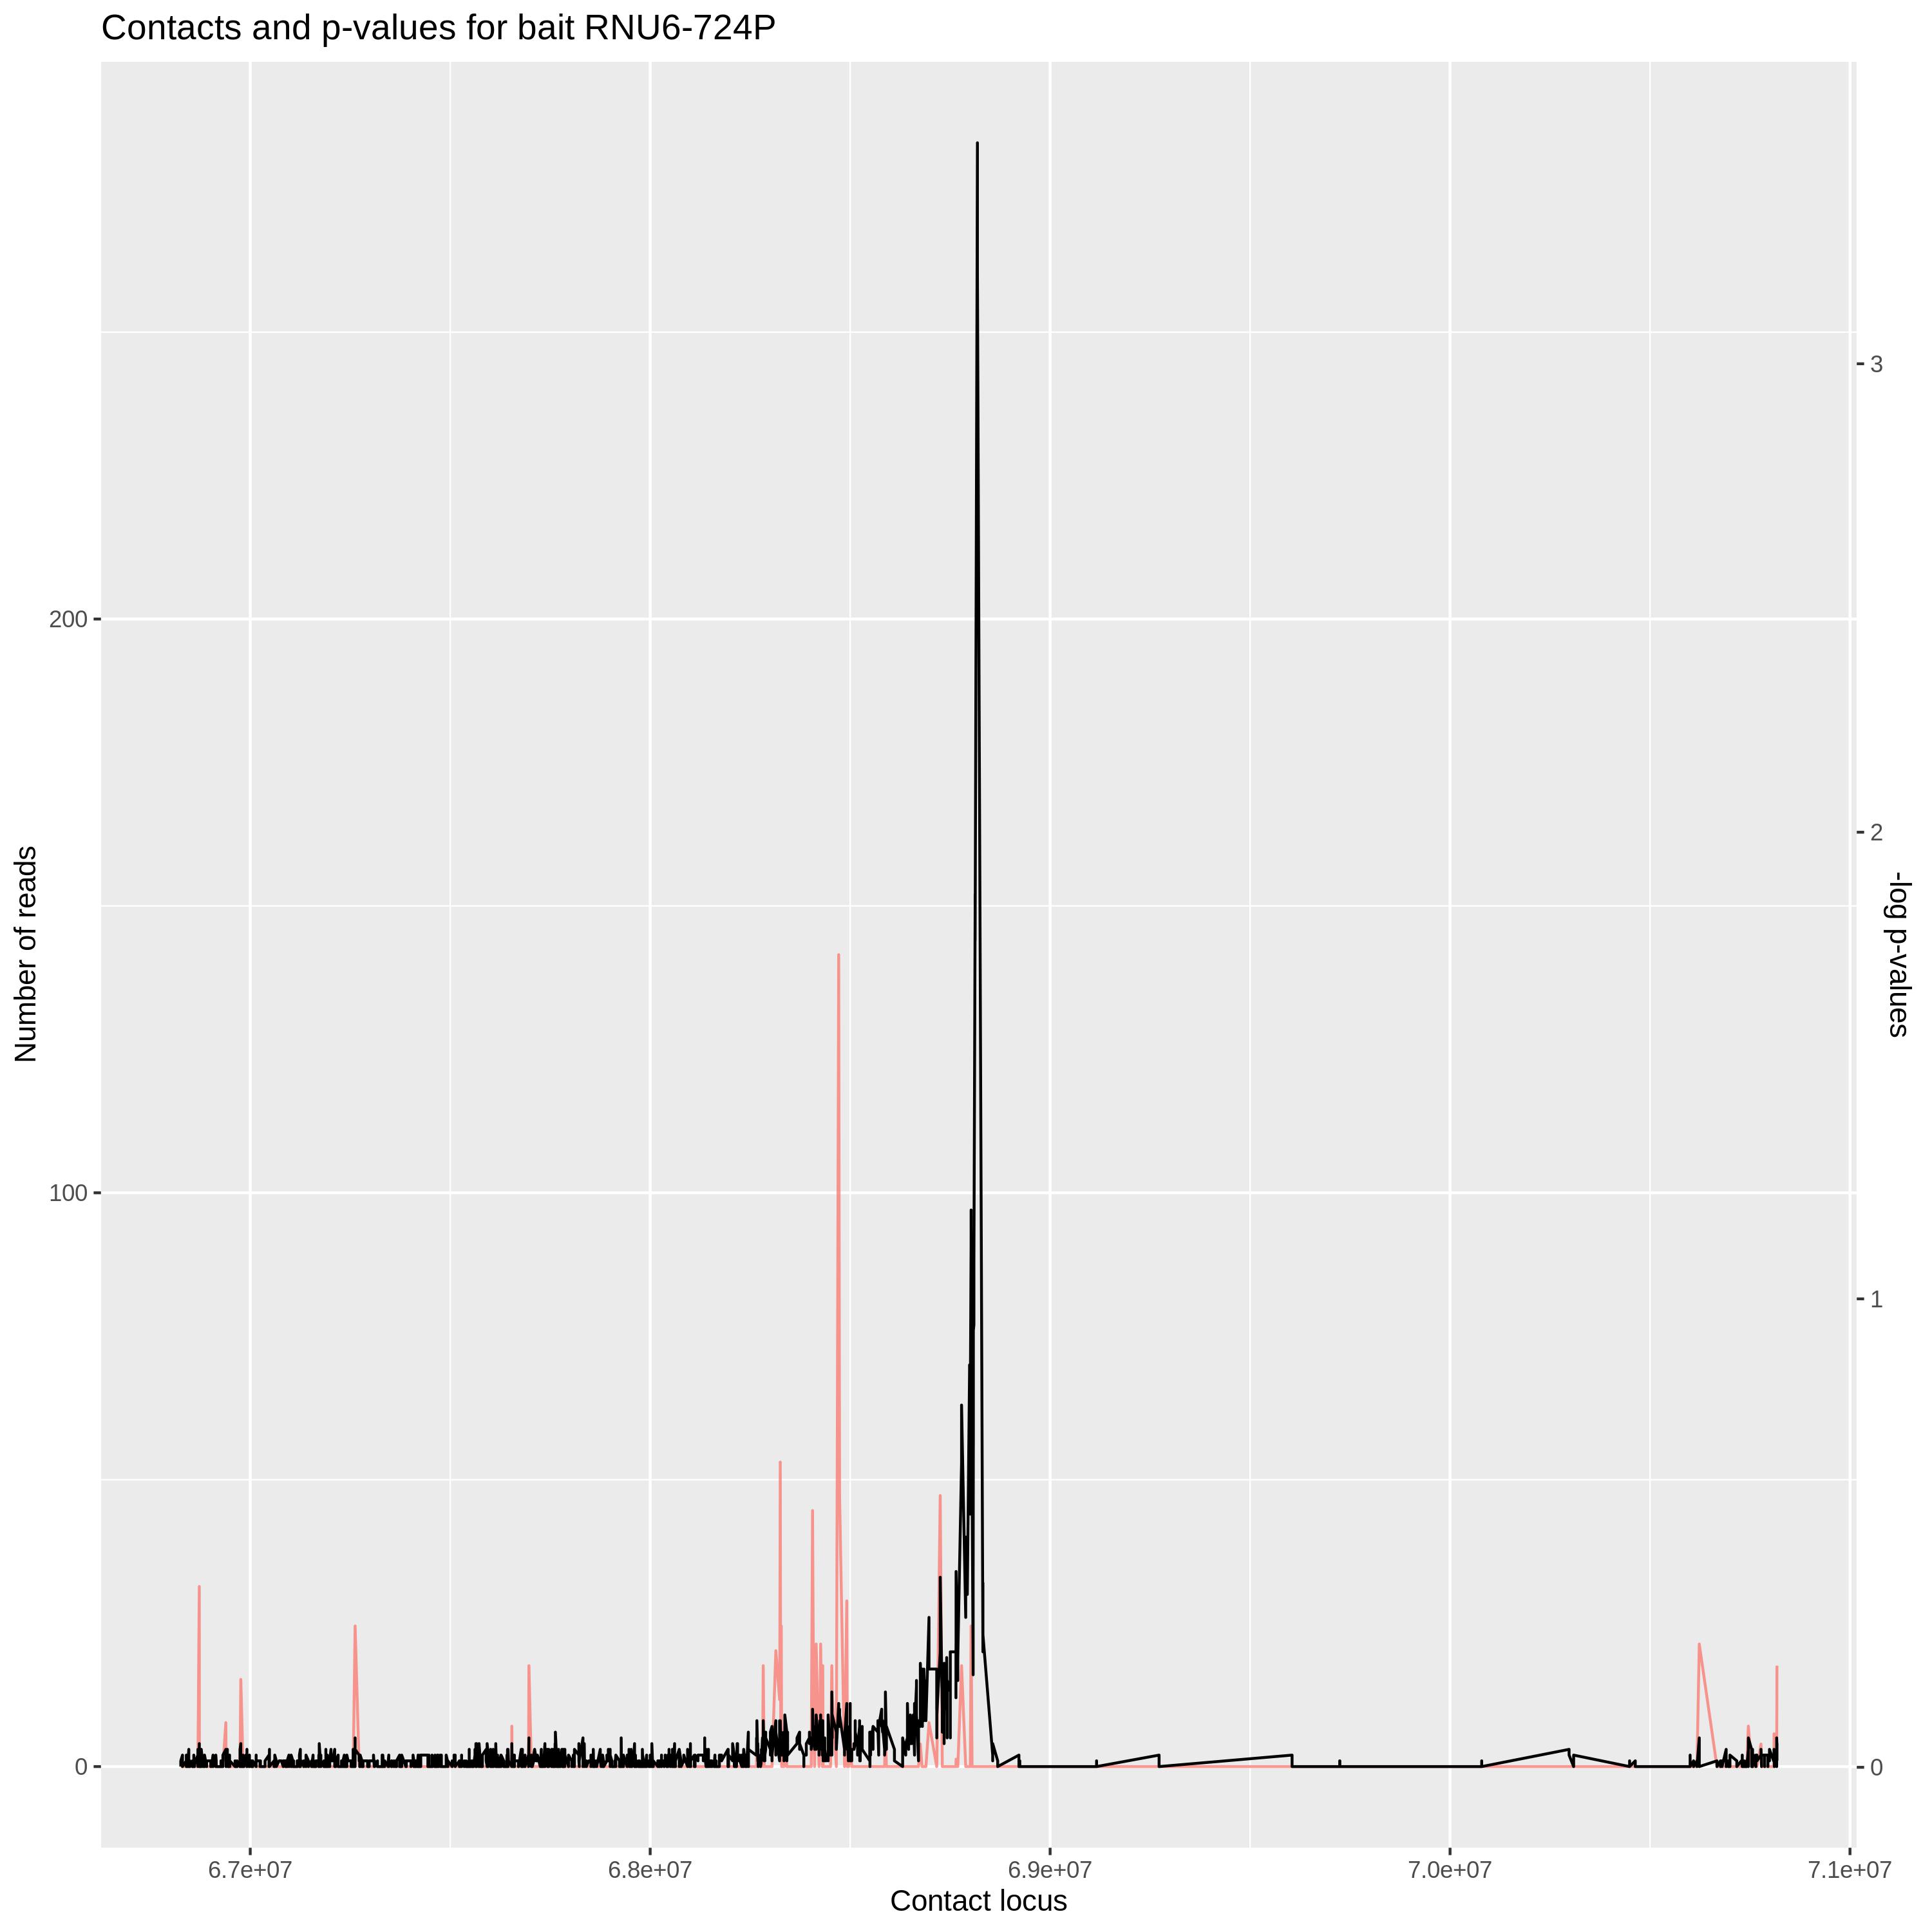 Contacts and p-values for bait RNU6-724P
Number of reads
200
100
0
3
2
1
0
-log p-values
6.7e+07 6.8e+07 6.9e+07 7.0e+07 7.1e+07
Contact locus